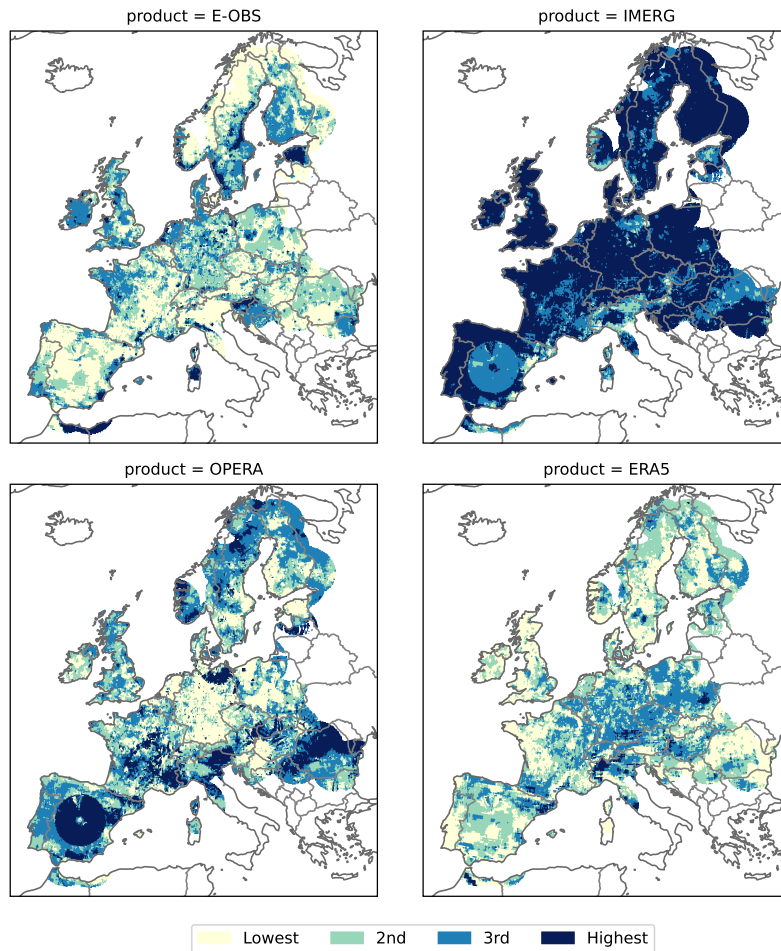 product = E-OBS
product = IMERG
product = OPERA
product = ERA5
Lowest 2nd 3rd Highest